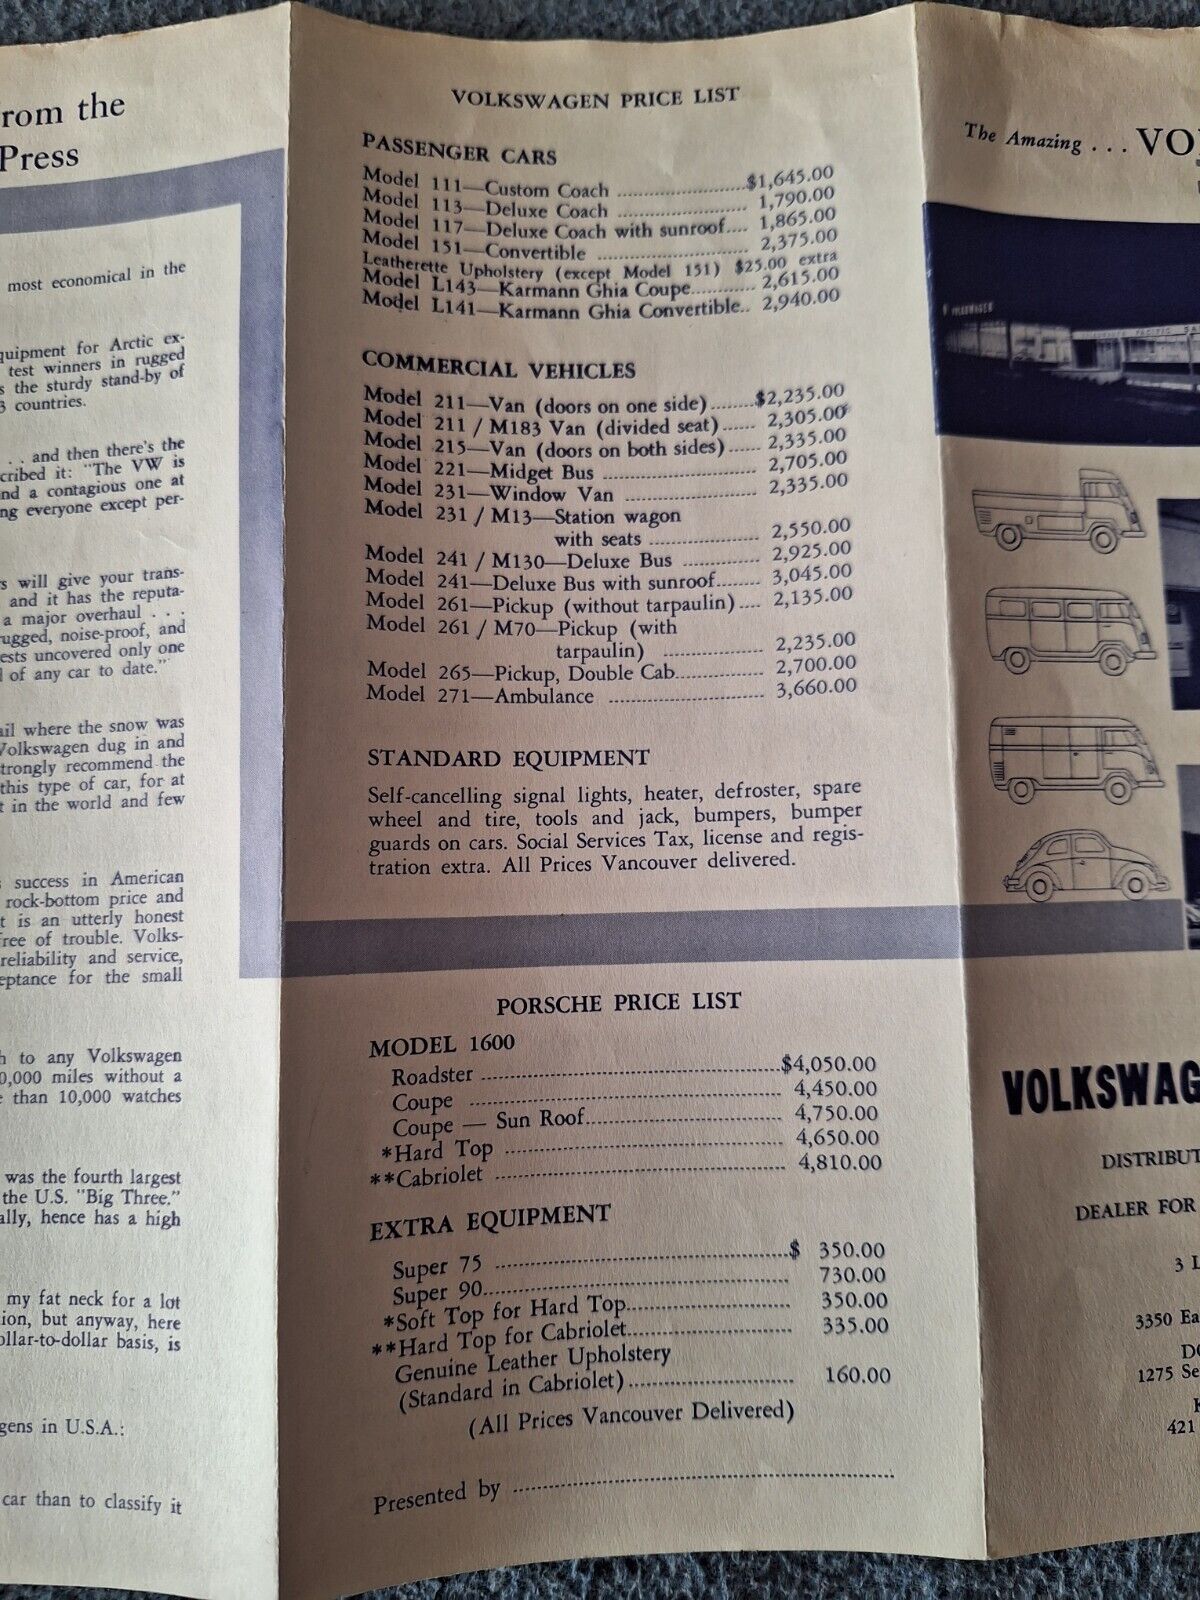 rom the
Press
most economical in the
quipment for Arctic ex-
test winners in rugged
s the sturdy stand-by of
3 countries.
. . and then there's the
cribed it: "The VW is
nd a contagious one at
ng everyone except per-
rs will give your trans-
and it has the reputa-
a major overhaul . . .
rugged, noise-proof, and
ests uncovered only one
l of any car to date."
ail where the snow was
Volkswagen dug in and
trongly recommend the
this type of car, for at
t in the world and few
s success in American
rock-bottom price and
t is an utterly honest
free of trouble. Volks-
reliability and service,
eptance for the small
h to any Volkswagen
0,000 miles without a
e than 10,000 watches
was the fourth largest
the U.S. "Big Three."
ally, hence has a high
my fat neck for a lot
tion, but anyway, here
ollar-to-dollar basis, is
gens in U.S.A.:
car than to classify it
VOLKSWAGEN PRICE LIST
PASSENGER CARS
Model 111—Custom Coach $1,645.00
Model 113—Deluxe Coach 1,790.00
Model 117—Deluxe Coach with sunroof 1,865.00
Model 151—Convertible 2,375.00
Leatherette Upholstery (except Model 151) $25.00 extra
Model L143—Karmann Ghia Coupe 2,615.00
Model L141—Karmann Ghia Convertible 2,940.00
COMMERCIAL VEHICLES
Model 211—Van (doors on one side) $2,235.00
Model 211 / M183 Van (divided seat) 2,305.00
Model 215—Van (doors on both sides) 2,335.00
Model 221—Midget Bus 2,705.00
Model 231—Window Van 2,335.00
Model 231 / M13—Station wagon
with seats 2,550.00
Model 241 / M130—Deluxe Bus 2,925.00
Model 241—Deluxe Bus with sunroof 3,045.00
Model 261—Pickup (without tarpaulin) 2,135.00
Model 261 / M70—Pickup (with
tarpaulin) 2,235.00
Model 265—Pickup, Double Cab 2,700.00
Model 271—Ambulance 3,660.00
STANDARD EQUIPMENT
Self-cancelling signal lights, heater, defroster, spare
wheel and tire, tools and jack, bumpers, bumper
guards on cars. Social Services Tax, license and regis-
tration extra. All Prices Vancouver delivered.
PORSCHE PRICE LIST
MODEL 1600
Roadster $4,050.00
Coupe 4,450.00
Coupe — Sun Roof 4,750.00
*Hard Top 4,650.00
**Cabriolet 4,810.00
EXTRA EQUIPMENT
Super 75 $ 350.00
Super 90 730.00
*Soft Top for Hard Top 350.00
**Hard Top for Cabriolet 335.00
Genuine Leather Upholstery
(Standard in Cabriolet) 160.00
(All Prices Vancouver Delivered)
Presented by
The Amazing . . . VO
VOLKSWAGEN
VOLKSWAG
DISTRIBUT
DEALER FOR
3 L
3350 Ea
DO
1275 Se
K
421